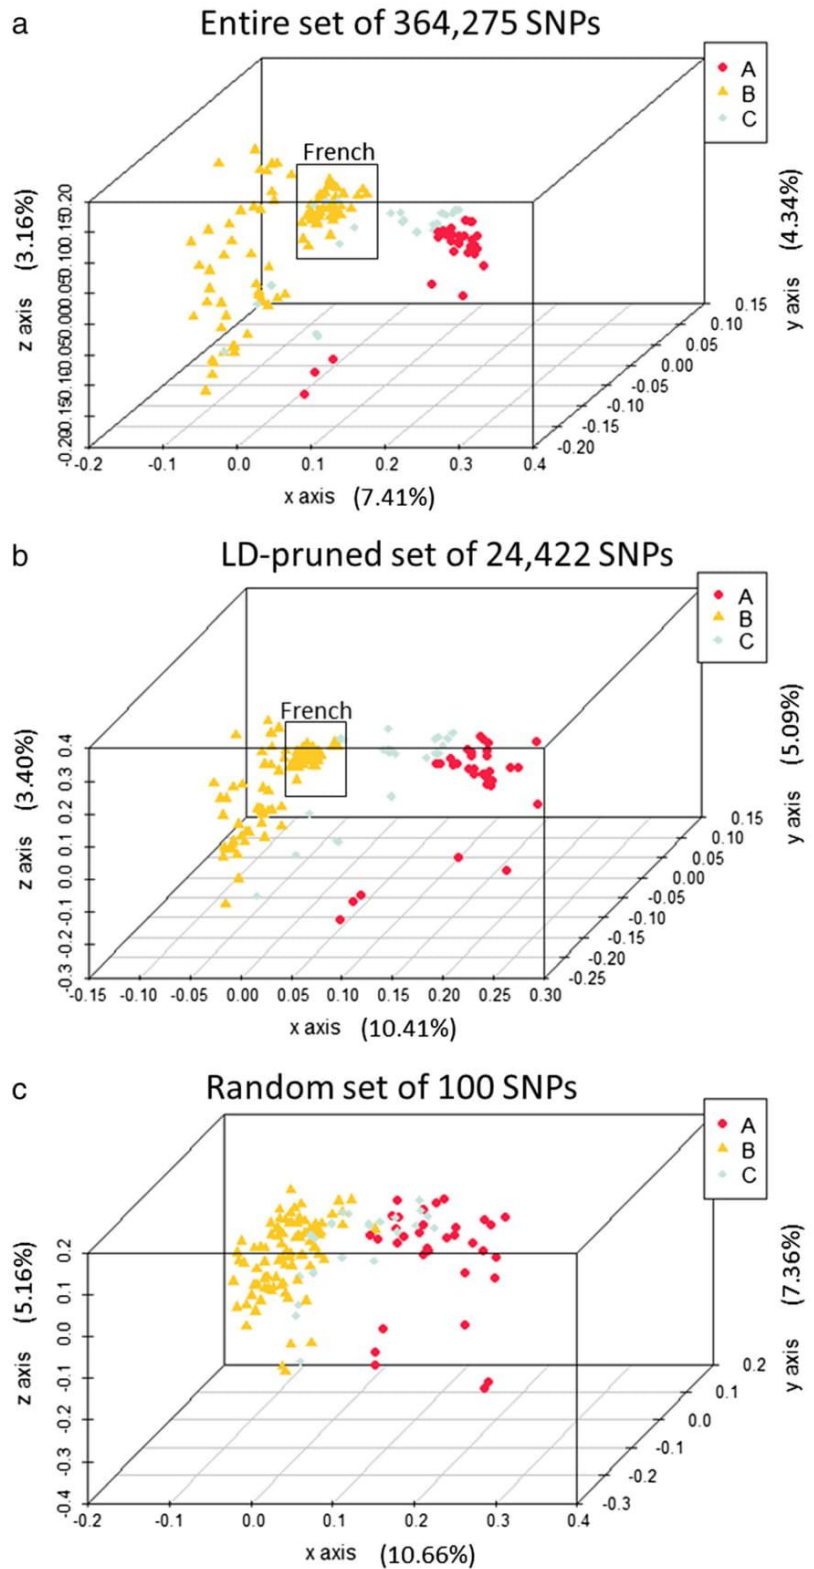 a
Entire set of 364,275 SNPs
A
B
C
French
z axis (3.16%)
0.20
y axis (4.34%)
0.15
0.10
0.05
0.00
-0.05
-0.10
-0.15
-0.20
-0.2 -0.1 0.0 0.1 0.2 0.3 0.4
x axis (7.41%)
b
LD-pruned set of 24,422 SNPs
A
B
C
French
z axis (3.40%)
0.4
0.3
0.2
0.1
0.0
-0.1
-0.2
-0.3
y axis (5.09%)
0.15
0.10
0.05
0.00
-0.05
-0.10
-0.15
-0.20
-0.25
-0.15 -0.10 -0.05 0.00 0.05 0.10 0.15 0.20 0.25 0.30
x axis (10.41%)
c
Random set of 100 SNPs
A
B
C
z axis (5.16%)
0.2
0.1
0.0
-0.1
-0.2
-0.3
-0.4
y axis (7.36%)
0.2
0.1
0.0
-0.1
-0.2
-0.3
-0.2 -0.1 0.0 0.1 0.2 0.3 0.4
x axis (10.66%)